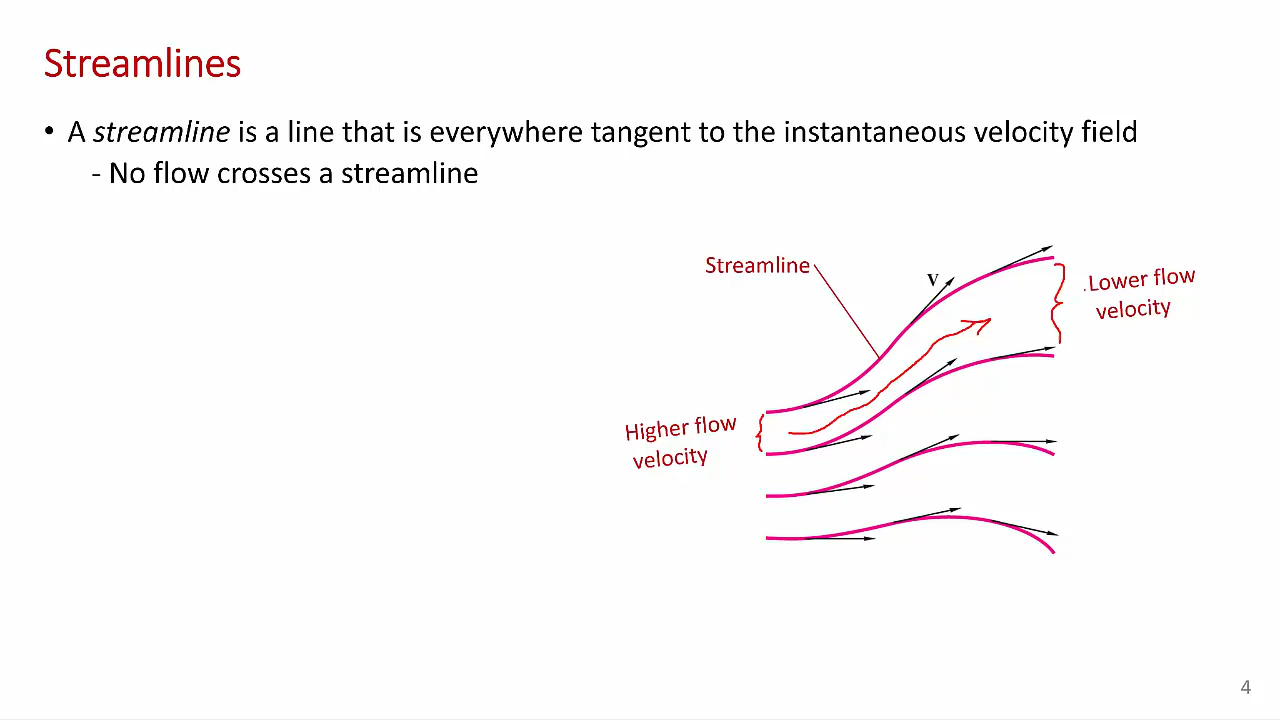 Streamlines
• A streamline is a line that is everywhere tangent to the instantaneous velocity field
- No flow crosses a streamline
Streamline
V
Lower flow
velocity
Higher flow
velocity
4